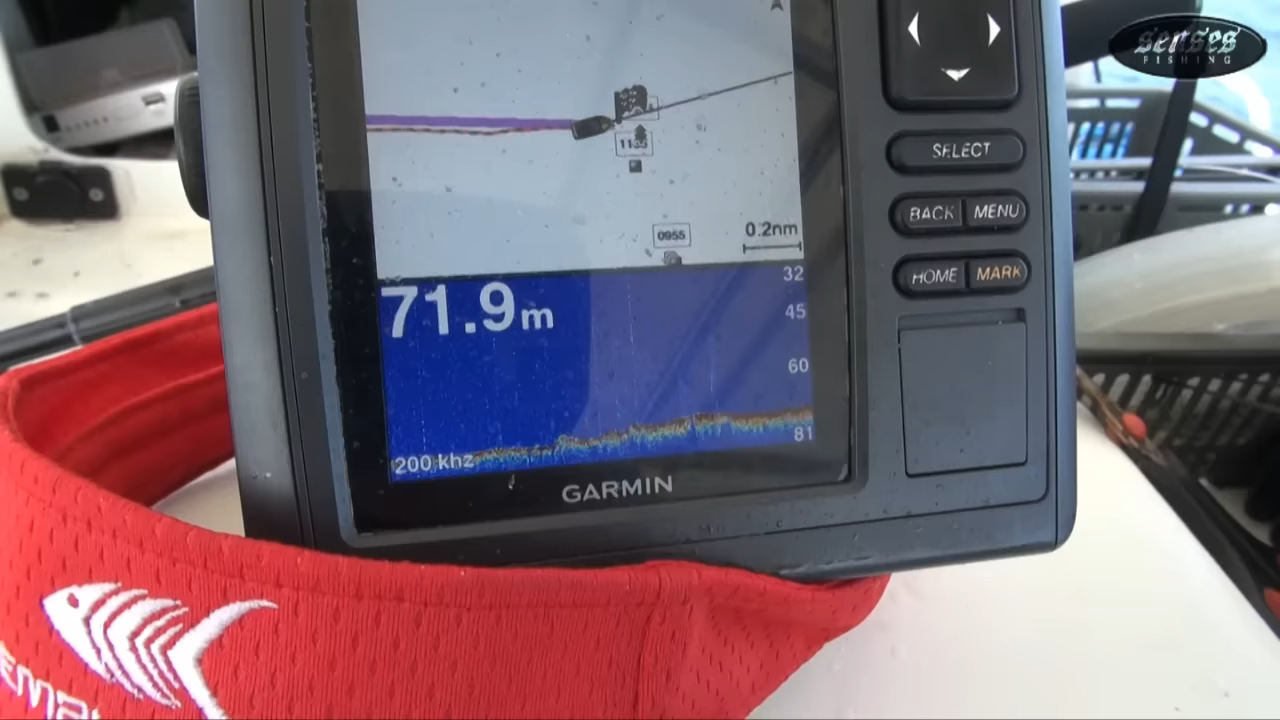 senses
FISHING
SELECT
1135
BACK MENU
0955
0.2nm
HOME MARK
32
71.9m
45
60
81
200 khz
GARMIN